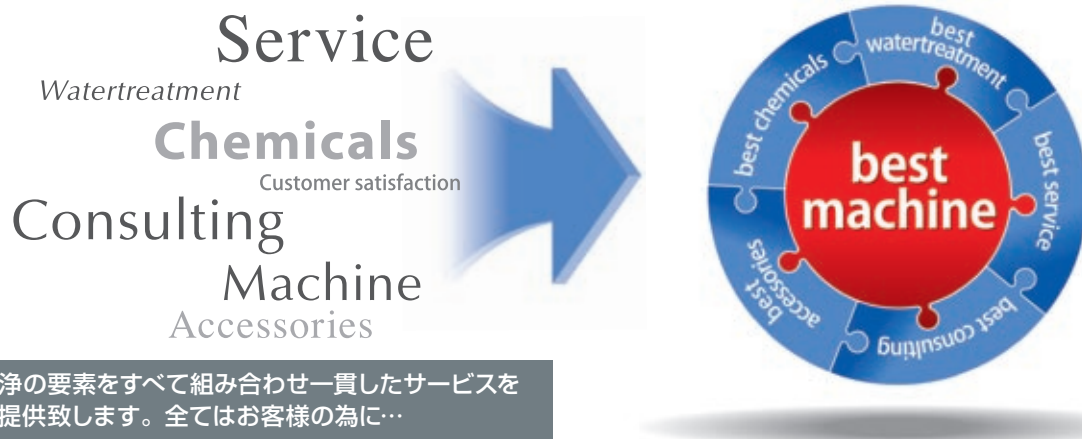 Service
Watertreatment
Chemicals
Customer satisfaction
Consulting
Machine
Accessories
浄の要素をすべて組み合わせ一貫したサービスを
提供致します。全てはお客様の為に…
best
watertreatment
best chemicals
best service
best
machine
best
accessories
best consulting